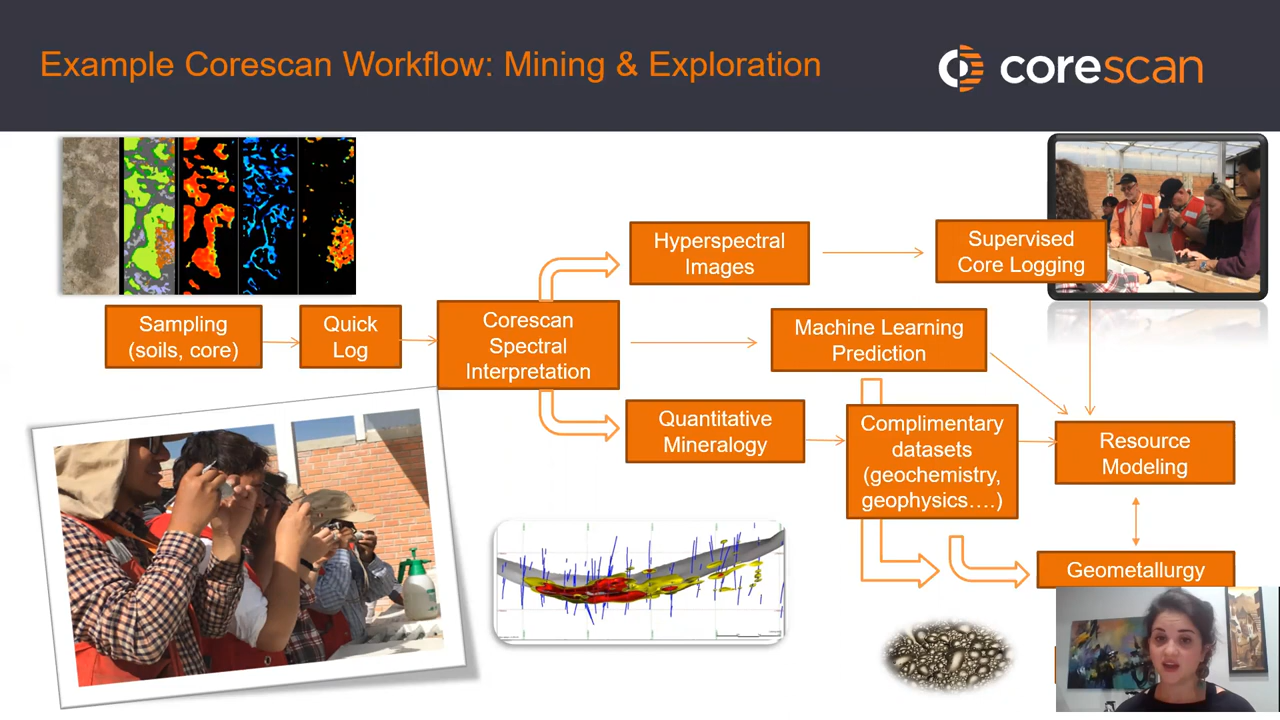 Example Corescan Workflow: Mining & Exploration
corescan
Hyperspectral
Images
Supervised
Core Logging
Sampling
(soils, core)
Quick
Log
Corescan
Spectral
Interpretation
Machine Learning
Prediction
Quantitative
Mineralogy
Complimentary
datasets
(geochemistry,
geophysics….)
Resource
Modeling
Geometallurgy